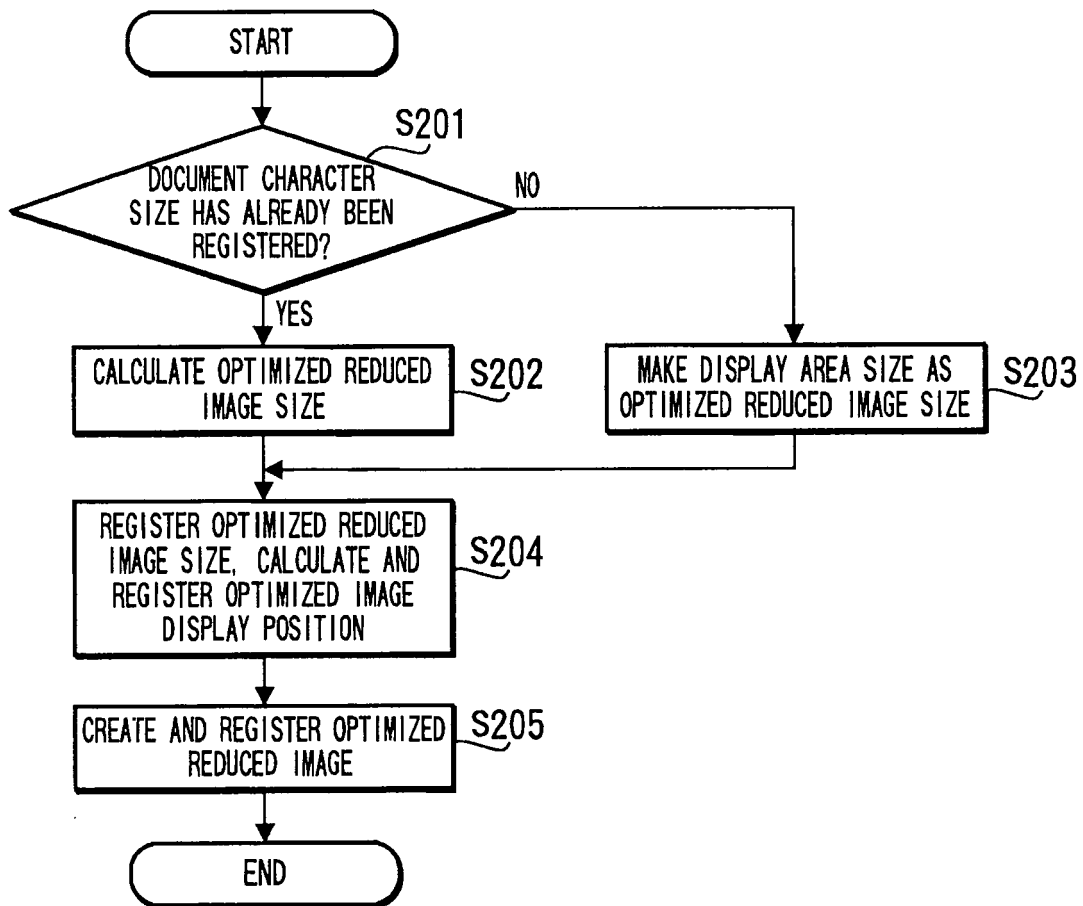 START
S201
DOCUMENT CHARACTER
SIZE HAS ALREADY BEEN
REGISTERED?
NO
YES
CALCULATE OPTIMIZED REDUCED
IMAGE SIZE
S202
MAKE DISPLAY AREA SIZE AS
OPTIMIZED REDUCED IMAGE SIZE
S203
REGISTER OPTIMIZED REDUCED
IMAGE SIZE, CALCULATE AND
REGISTER OPTIMIZED IMAGE
DISPLAY POSITION
S204
CREATE AND REGISTER OPTIMIZED
REDUCED IMAGE
S205
END